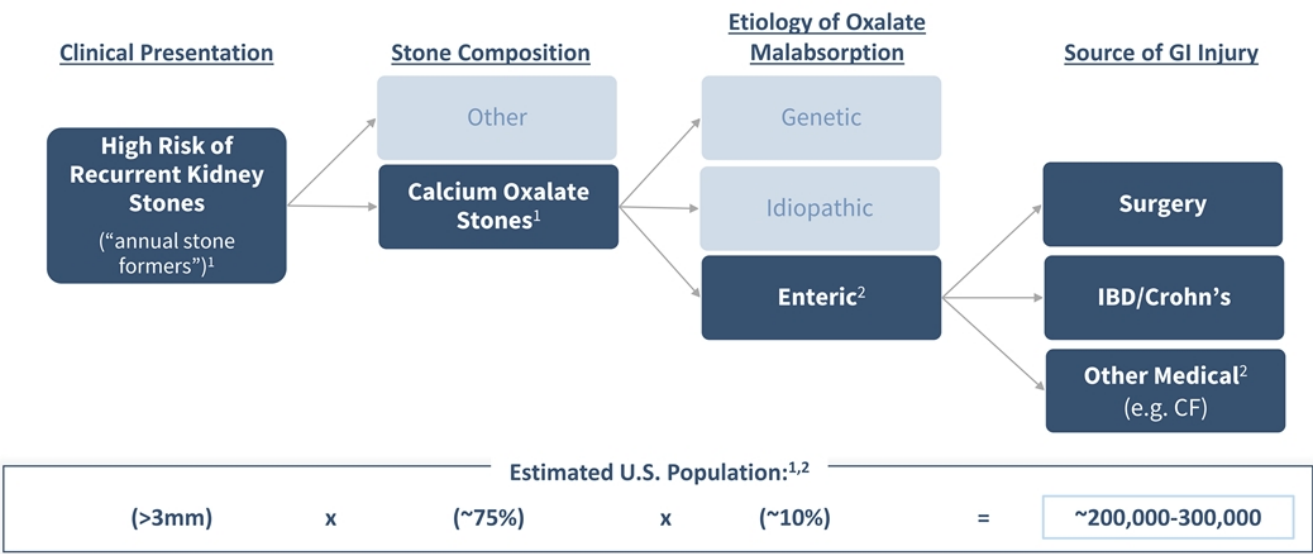 Clinical Presentation
Stone Composition
Etiology of Oxalate
Malabsorption
Source of GI Injury
High Risk of
Recurrent Kidney
Stones
(“annual stone
formers”)1
Other
Calcium Oxalate
Stones1
Genetic
Idiopathic
Enteric2
Surgery
IBD/Crohn’s
Other Medical2
(e.g. CF)
Estimated U.S. Population:1,2
(>3mm) x (~75%) x (~10%) = ~200,000-300,000